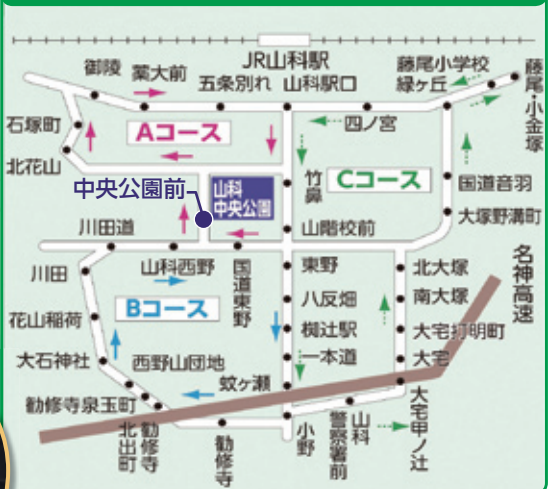 JR山科駅
御陵
薬大前
五条別れ
山科駅口
藤尾小学校
緑ヶ丘
藤尾・小金塚
石塚町
Aコース
四ノ宮
北花山
竹鼻
Cコース
国道音羽
中央公園前
山科
中央公園
大塚野溝町
川田道
山階校前
川田
山科西野
国道東野
東野
北大塚
名神高速
花山稲荷
Bコース
八反畑
南大塚
椥辻駅
大宅打明町
大石神社
西野山団地
一本道
大宅
蚊ヶ瀬
勧修寺泉玉町
勧修寺
北出町
勧修寺
小野
山科
警察署前
大宅甲ノ辻